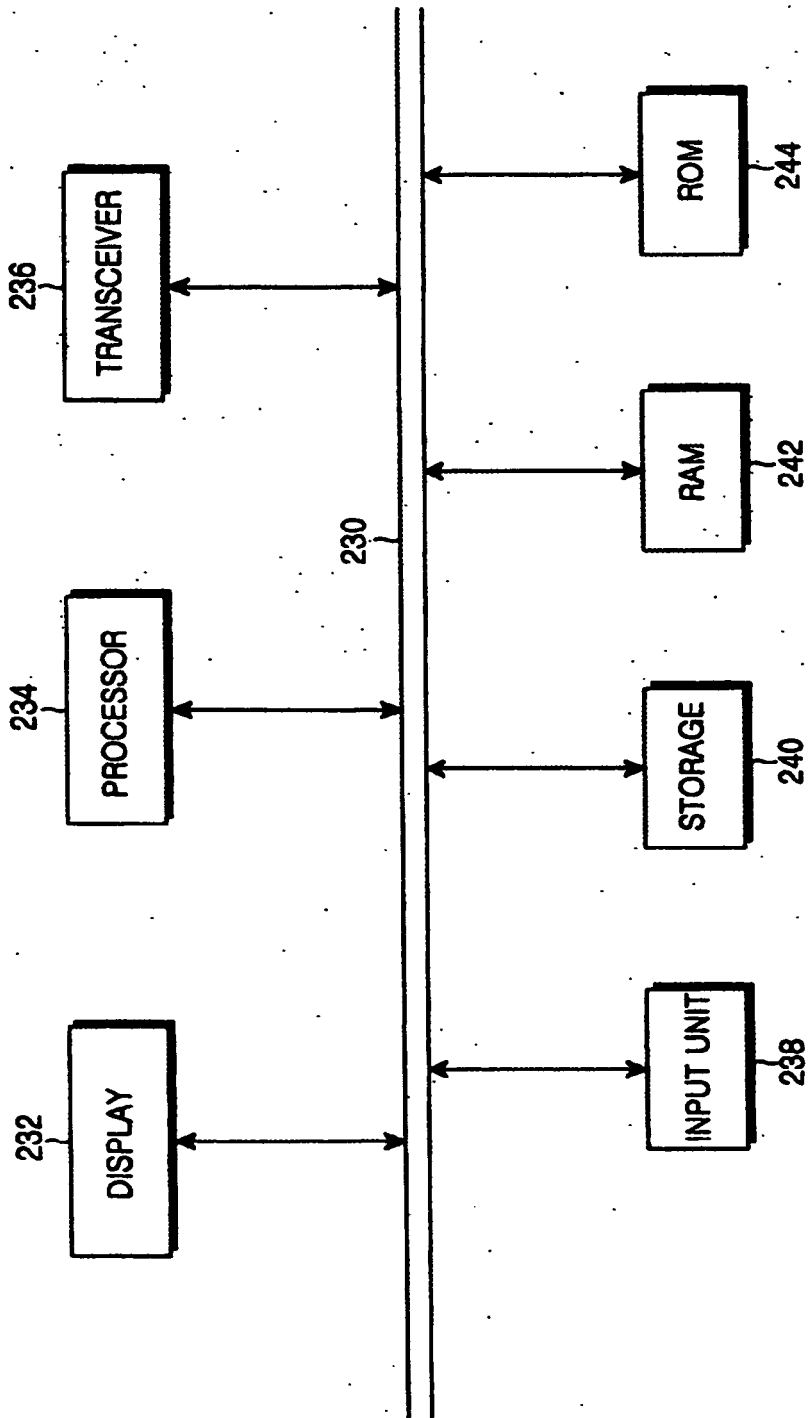 232
DISPLAY
234
PROCESSOR
236
TRANSCEIVER
230
INPUT UNIT
238
STORAGE
240
RAM
242
ROM
244